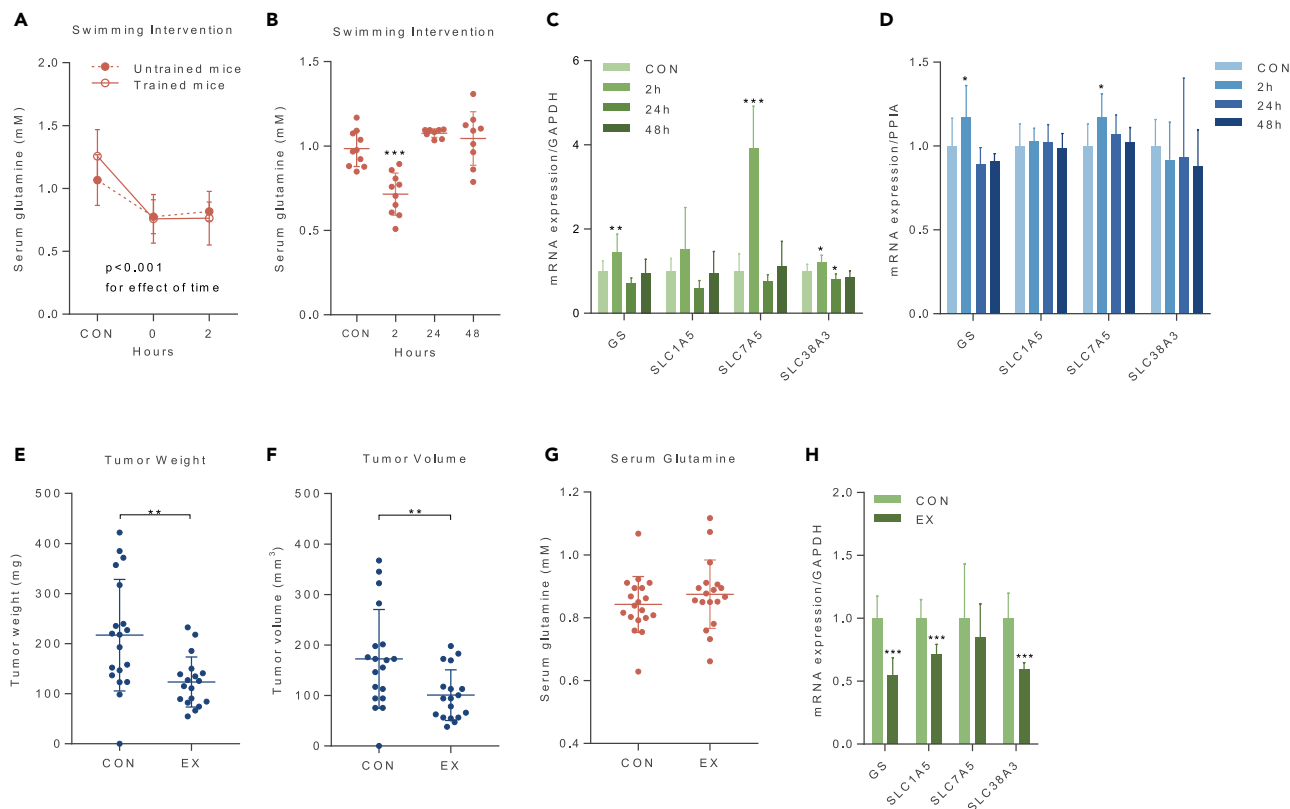 A
Swimming Intervention
Untrained mice
Trained mice
2.0
1.5
1.0
0.5
0.0
Serum glutamine (mM)
p<0.001
for effect of time
CON
0
2
Hours
B
Swimming Intervention
1.5
1.0
0.5
0.0
Serum glutamine (mM)
***
CON
2
24
48
Hours
C
CON
2h
24h
48h
6
4
2
0
mRNA expression/GAPDH
**
***
*
*
GS
SLC1A5
SLC7A5
SLC38A3
D
CON
2h
24h
48h
1.5
1.0
0.5
0.0
mRNA expression/PPIA
*
*
GS
SLC1A5
SLC7A5
SLC38A3
E
Tumor Weight
500
400
300
200
100
0
Tumor weight (mg)
**
CON
EX
F
Tumor Volume
500
400
300
200
100
0
Tumor volume (mm³)
**
CON
EX
G
Serum Glutamine
1.2
1.0
0.8
0.6
0.4
Serum glutamine (mM)
CON
EX
H
CON
EX
2.0
1.5
1.0
0.5
0.0
mRNA expression/GAPDH
***
***
***
GS
SLC1A5
SLC7A5
SLC38A3